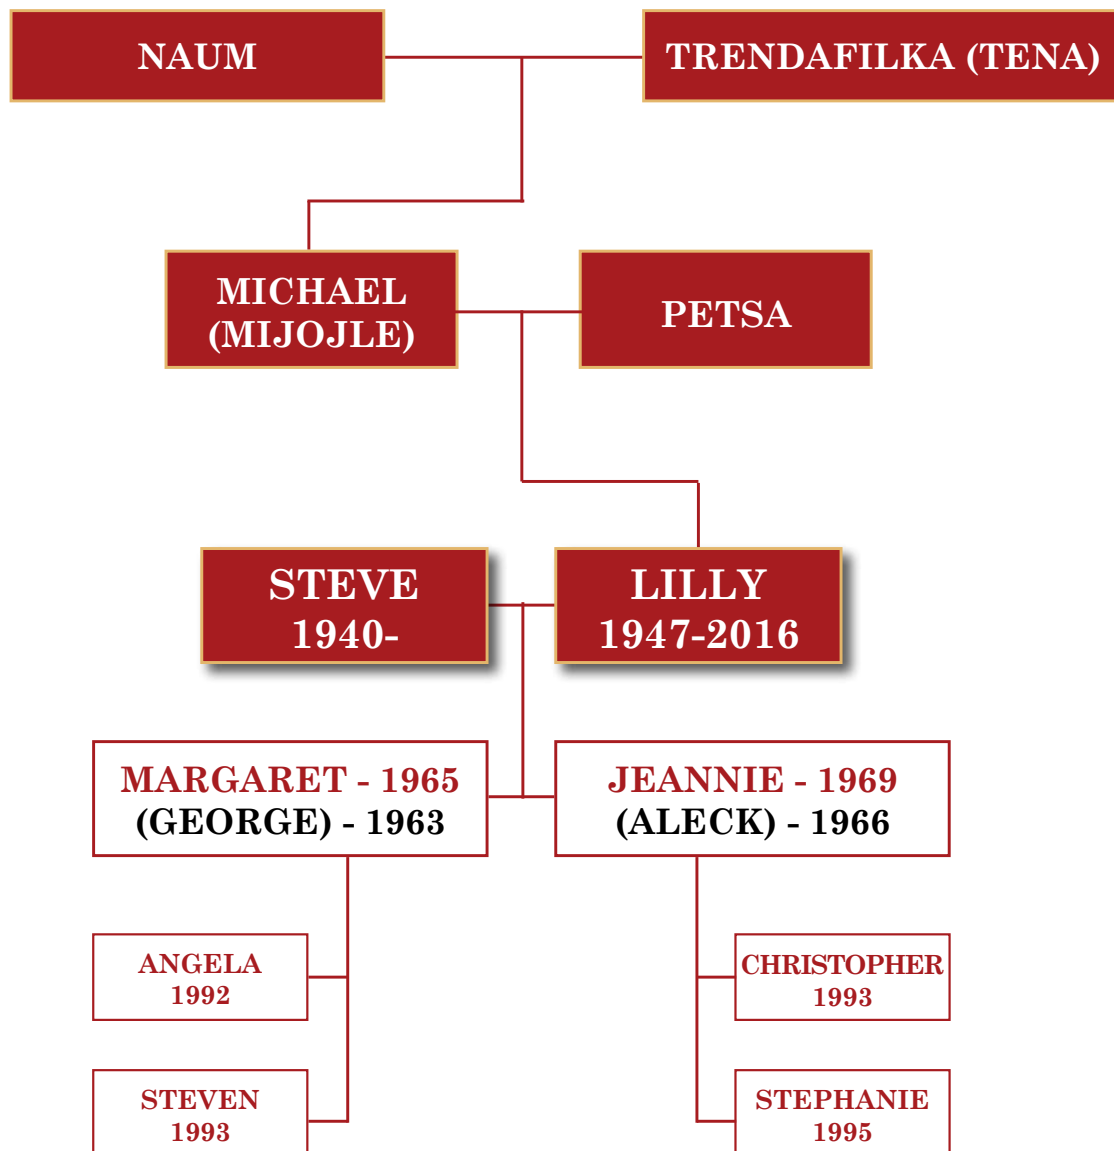 NAUM
TRENDAFILKA (TENA)
MICHAEL
(MIJOJLE)
PETSA
STEVE
1940-
LILLY
1947-2016
MARGARET - 1965
(GEORGE) - 1963
JEANNIE - 1969
(ALECK) - 1966
ANGELA
1992
CHRISTOPHER
1993
STEVEN
1993
STEPHANIE
1995